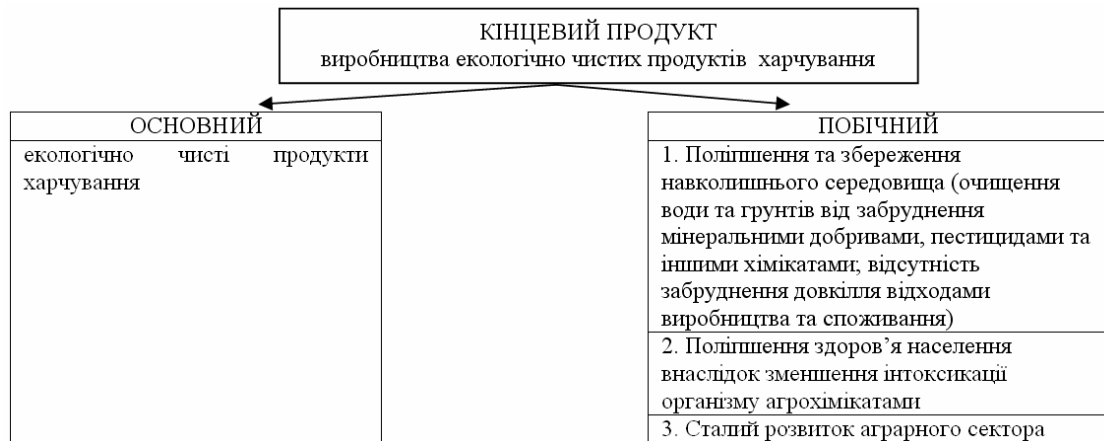 КІНЦЕВИЙ ПРОДУКТ
виробництва екологічно чистих продуктів харчування
ОСНОВНИЙ
екологічно чисті продукти
харчування
ПОБІЧНИЙ
1. Поліпшення та збереження
навколишнього середовища (очищення
води та грунтів від забруднення
мінеральними добривами, пестицидами та
іншими хімікатами; відсутність
забруднення довкілля відходами
виробництва та споживання)
2. Поліпшення здоров’я населення
внаслідок зменшення інтоксикації
організму агрохімікатами
3. Сталий розвиток аграрного сектора